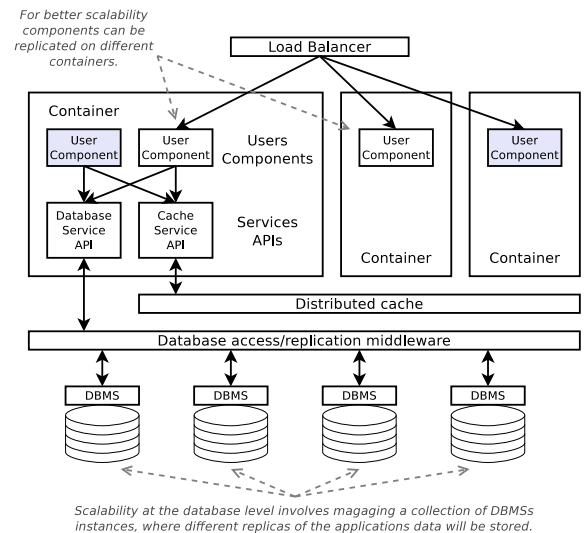 For better scalability
components can be
replicated on different
containers.
Load Balancer
Container
User
Component
User
Component
Users
Components
User
Component
User
Component
Database
Service
API
Cache
Service
API
Services
APIs
Container
Container
Distributed cache
Database access/replication middleware
DBMS
DBMS
DBMS
DBMS
Scalability at the database level involves magaging a collection of DBMSs
instances, where different replicas of the applications data will be stored.